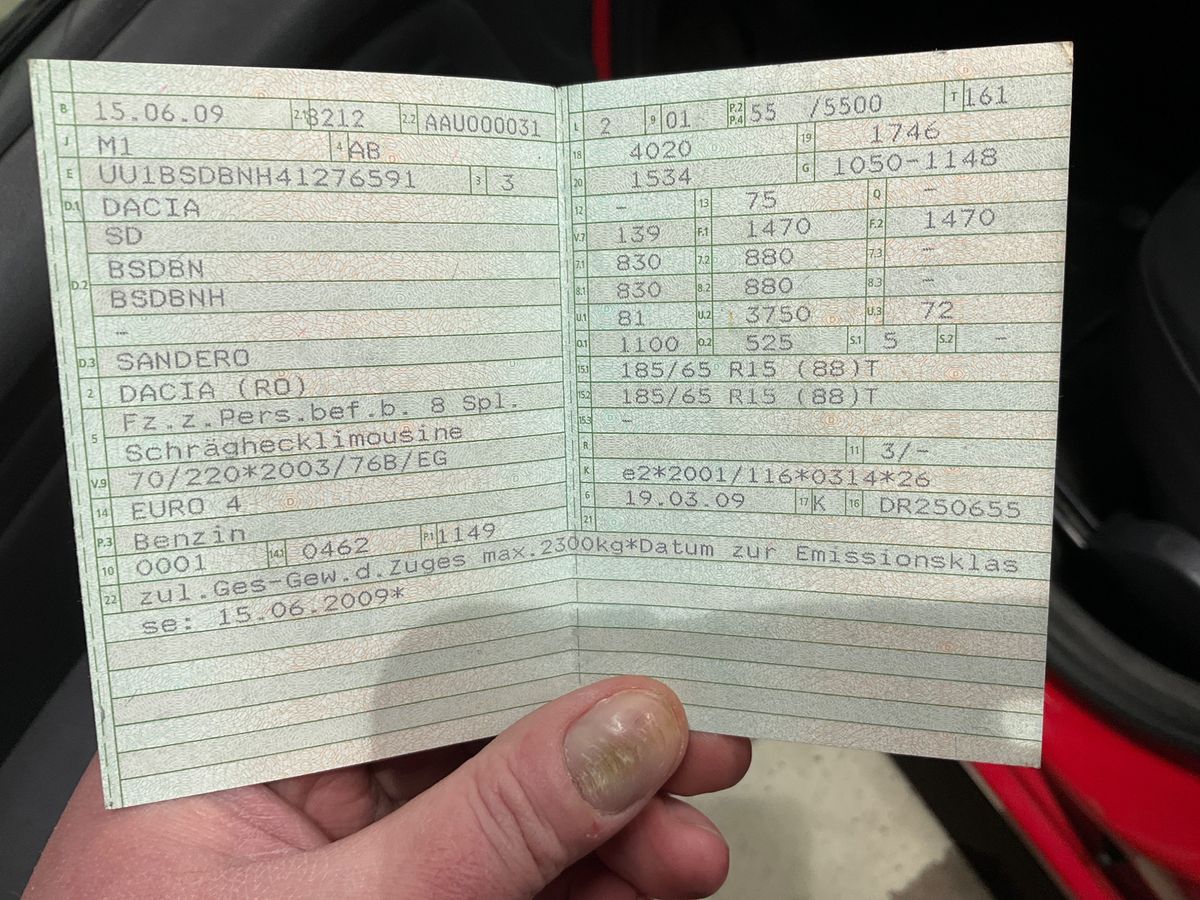 B 15.06.09 2.1 8212 2.2 AAU000031
J M1 4 AB
E UU1BSDBNH41276591 3 3
D.1 DACIA
SD
D.2 BSDBN
BSDBNH
–
D.3 SANDERO
2 DACIA (RO)
5 Fz.z.Pers.bef.b. 8 Spl.
Schräghecklimousine
V.9 70/220*2003/76B/EG
14 EURO 4
P.3 Benzin
10 0001 14.1 0462 P.1 1149
L 2 9 01 P.2 P.4 55 /5500 T 161
18 4020 19 1746
20 1534 G 1050-1148
12 – 13 75 Q –
V.7 139 F.1 1470 F.2 1470
7.1 830 7.2 880 7.3 –
8.1 830 8.2 880 8.3 –
U.1 81 U.2 3750 U.3 72
O.1 1100 O.2 525 S.1 5 S.2 –
15.1 185/65 R15 (88)T
15.2 185/65 R15 (88)T
15.3 –
R 11 3/-
K e2*2001/116*0314*26
6 19.03.09 17 K 16 DR250655
21
22 zul.Ges-Gew.d.Zuges max.2300kg*Datum zur Emissionsklas
se: 15.06.2009*